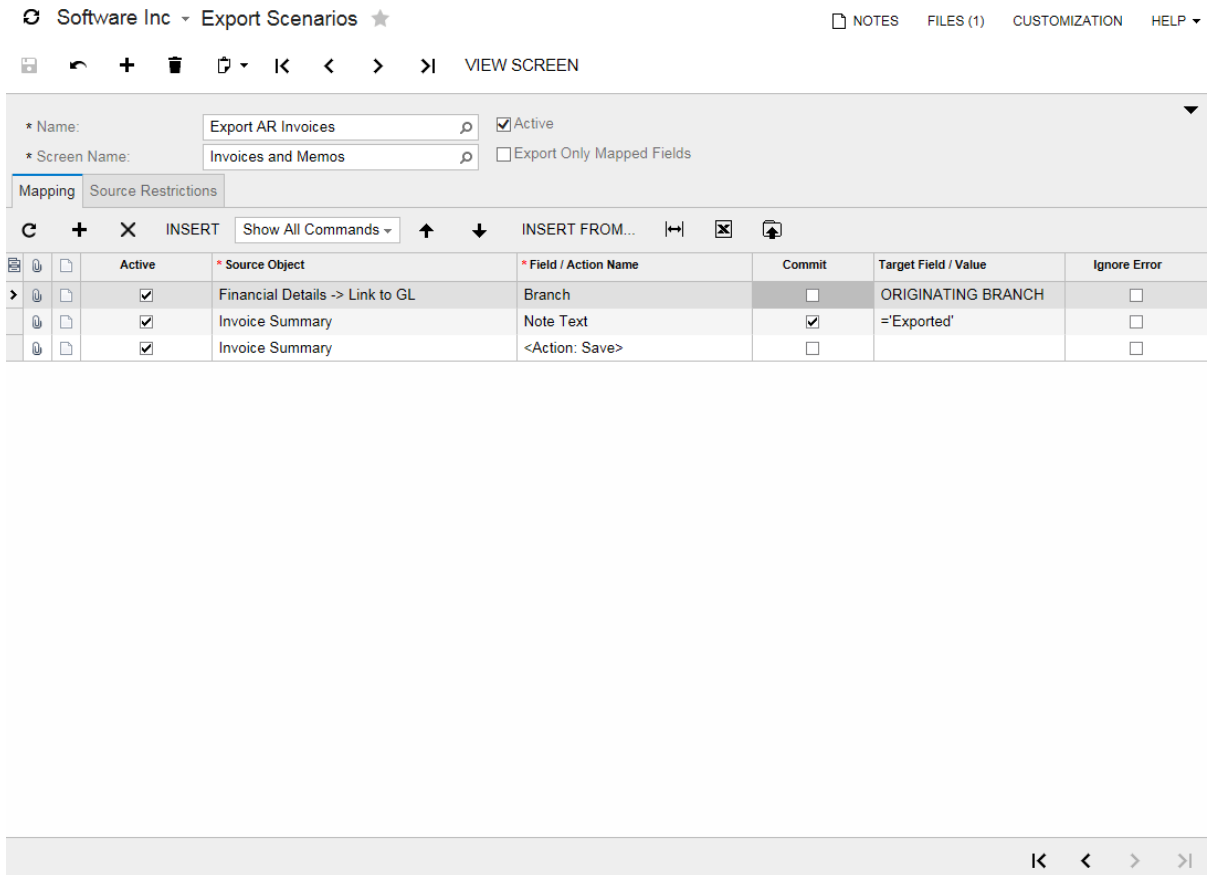 Software Inc Export Scenarios NOTES FILES (1) CUSTOMIZATION HELP
VIEW SCREEN
* Name: Export AR Invoices Active
* Screen Name: Invoices and Memos Export Only Mapped Fields
Mapping Source Restrictions
INSERT Show All Commands INSERT FROM...
Active * Source Object * Field / Action Name Commit Target Field / Value Ignore Error
Financial Details -> Link to GL Branch ORIGINATING BRANCH
Invoice Summary Note Text ='Exported'
Invoice Summary <Action: Save>